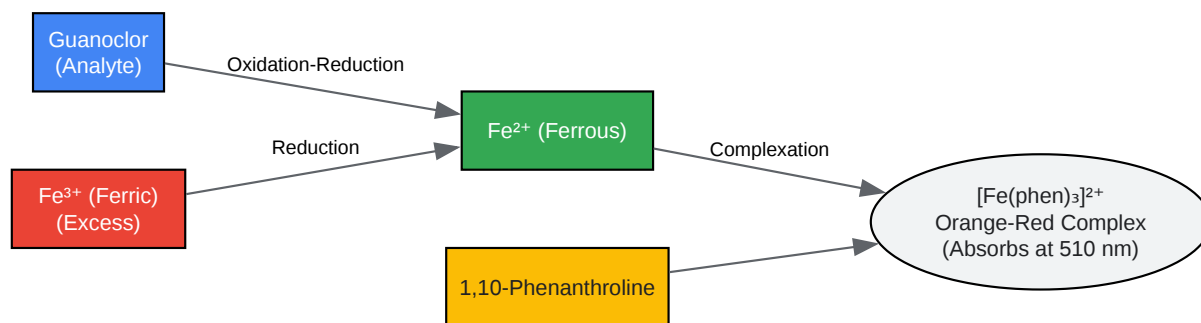 Guanoclor
(Analyte)
Oxidation-Reduction
Fe³⁺ (Ferric)
(Excess)
Reduction
Fe²⁺ (Ferrous)
Complexation
1,10-Phenanthroline
[Fe(phen)₃]²⁺
Orange-Red Complex
(Absorbs at 510 nm)